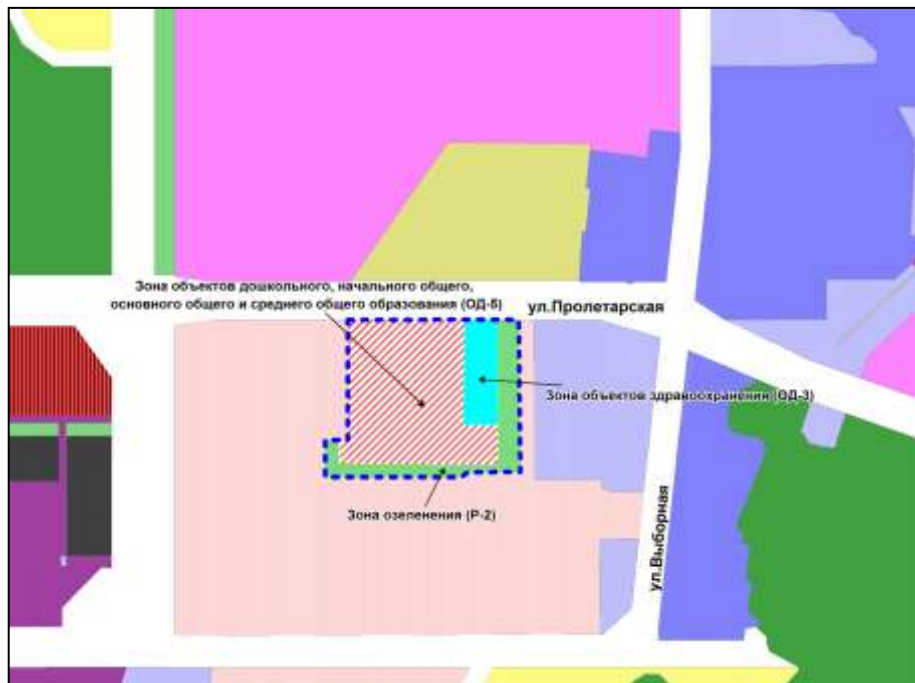 Зона объектов дошкольного, начального общего,
основного общего и среднего общего образования (ОД-5)
ул.Пролетарская
Зона объектов здравоохранения (ОД-3)
Зона озеленения (Р-2)
ул.Выборная